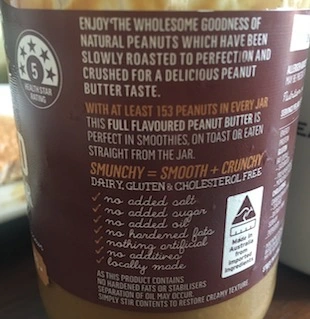 ENJOY THE WHOLESOME GOODNESS OF
NATURAL PEANUTS WHICH HAVE BEEN
SLOWLY ROASTED TO PERFECTION AND
CRUSHED FOR A DELICIOUS PEANUT
BUTTER TASTE.
WITH AT LEAST 153 PEANUTS IN EVERY JAR
THIS FULL FLAVOURED PEANUT BUTTER IS
PERFECT IN SMOOTHIES, ON TOAST OR EATEN
STRAIGHT FROM THE JAR.
SMUNCHY = SMOOTH + CRUNCHY
DAIRY, GLUTEN & CHOLESTEROL FREE
✓ no added salt
✓ no added sugar
✓ no added oil
✓ no hardened fats
✓ nothing artificial
✓ no additives
✓ locally made
AS THIS PRODUCT CONTAINS
NO HARDENED FATS OR STABILISERS
SEPARATION OF OIL MAY OCCUR.
SIMPLY STIR CONTENTS TO RESTORE CREAMY TEXTURE.
5
HEALTH STAR
RATING
Made in
Australia
from
imported
ingredients